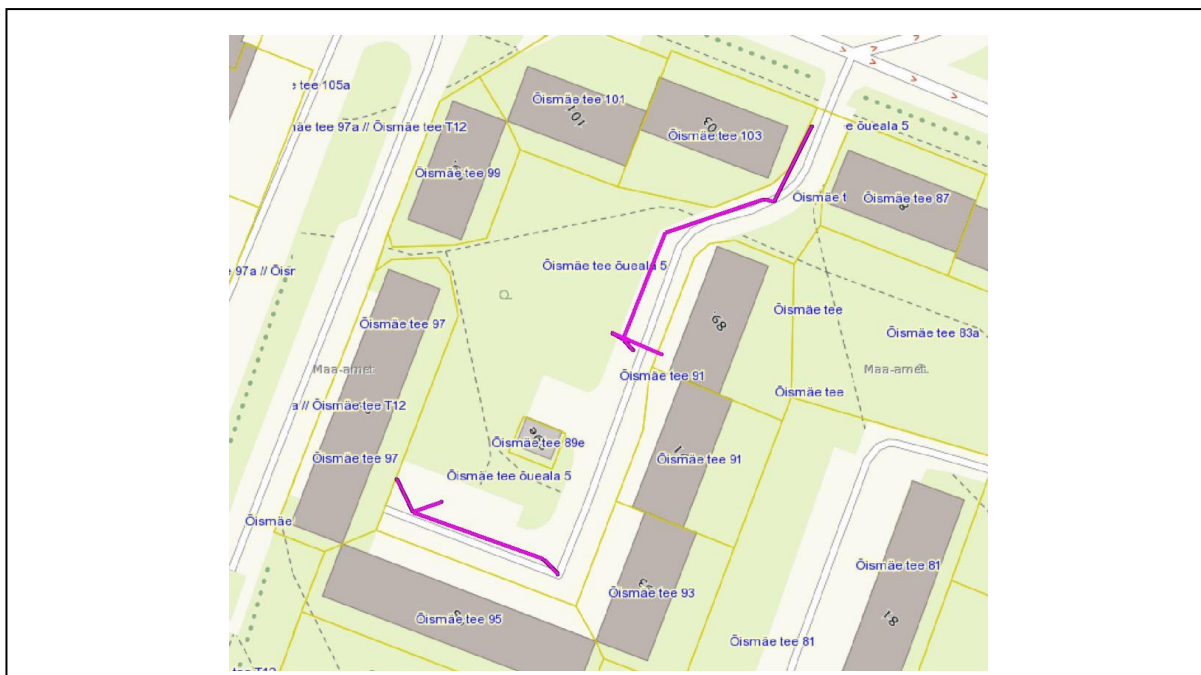 Õismäe tee 101
101
e tee 105a
03
Õismäe tee 103
äe tee 97a // Õismäe tee T12
e õueala 5
Õismäe tee 99
Õismäe t
Õismäe tee 87
Õismäe tee õueala 5
e 97a // Õisr
Õismäe tee
89
Õismäe tee 97
Õismäe tee 83a
Maa-amet
Maa-amet
Õismäe tee 91
Õismäe tee
a // Õismäe tee T12
Õismäe tee 89e
Õismäe tee 97
Õismäe tee 91
Õismäe tee õueala 5
Õismäe
Õismäe tee 81
Õismäe tee 93
Õismäe tee 95
81
Õismäe tee 81
tee T12